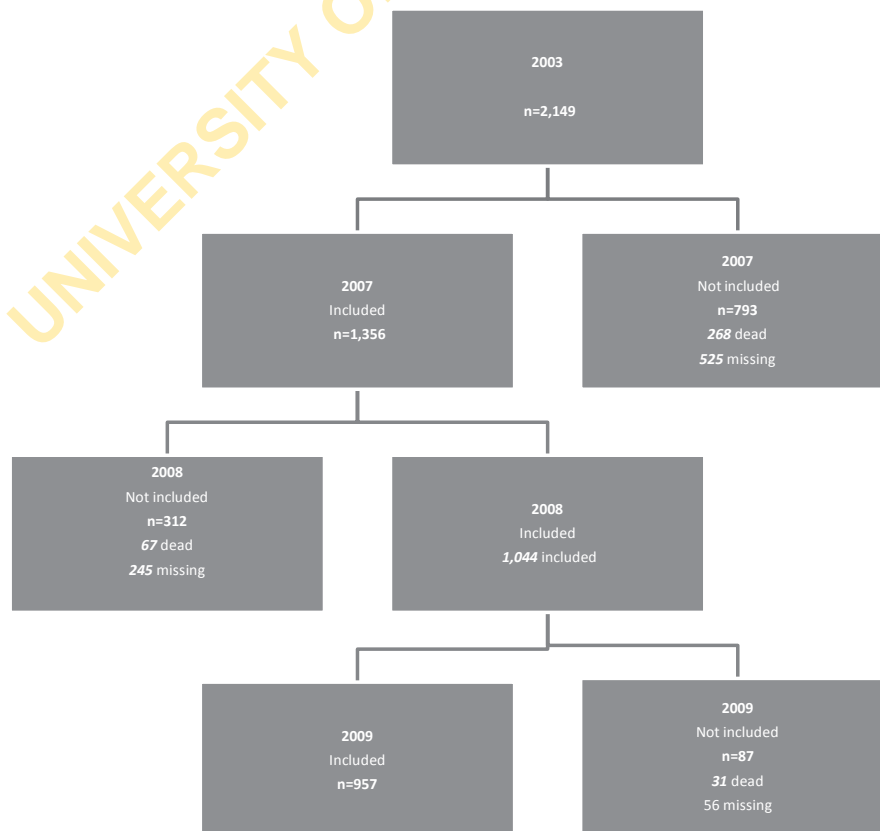 UNIVERSITY O
2003
n=2,149
2007
Included
n=1,356
2007
Not included
n=793
268 dead
525 missing
2008
Not included
n=312
67 dead
245 missing
2008
Included
1,044 included
2009
Included
n=957
2009
Not included
n=87
31 dead
56 missing